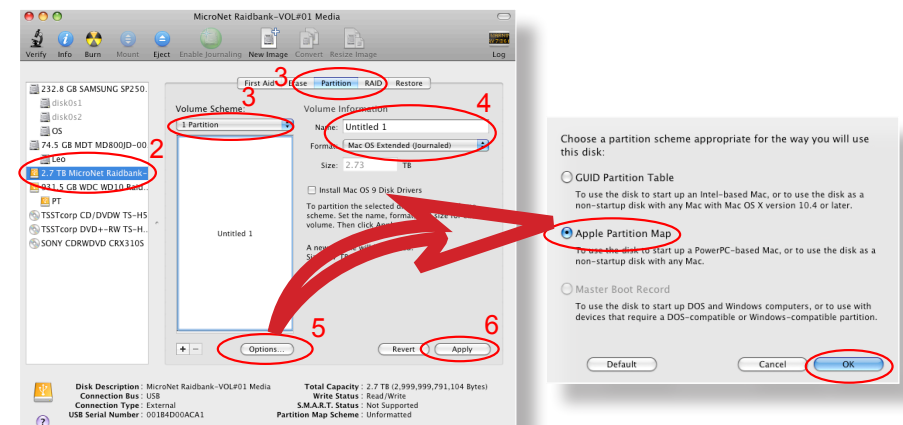 MicroNet Raidbank-VOL#01 Media
Verify Info Burn Mount Eject Enable Journaling New Image Convert Resize Image Log
First Aid Erase Partition RAID Restore
3
232.8 GB SAMSUNG SP250.
disk0s1
disk0s2
OS
74.5 GB MDT MD800JD-00
Leo
2
2.7 TB MicroNet Raidbank-
931.5 GB WDC WD10 Raid..
PT
TSSTcorp CD/DVDW TS-H5
TSSTcorp DVD+-RW TS-H..
SONY CDRWDVD CRX310S
Volume Scheme:
3
1 Partition
Untitled 1
Volume Information
4
Name: Untitled 1
Format: Mac OS Extended (Journaled)
Size: 2.73 TB
Install Mac OS 9 Disk Drivers
To partition the selected
scheme. Set the name, format
volume. Then click
A new
5
6
+ - Options... Revert Apply
Disk Description : MicroNet Raidbank-VOL#01 Media
Connection Bus : USB
Connection Type : External
USB Serial Number : 001B4D00ACA1
Total Capacity : 2.7 TB (2,999,999,791,104 Bytes)
Write Status : Read/Write
S.M.A.R.T. Status : Not Supported
Partition Map Scheme : Unformatted
?
Choose a partition scheme appropriate for the way you will use
this disk:
GUID Partition Table
To use the disk to start up an Intel-based Mac, or to use the disk as a
non-startup disk with any Mac with Mac OS X version 10.4 or later.
Apple Partition Map
To use the disk to start up a PowerPC-based Mac, or to use the disk as a
non-startup disk with any Mac.
Master Boot Record
To use the disk to start up DOS and Windows computers, or to use with
devices that require a DOS-compatible or Windows-compatible partition.
Default Cancel OK